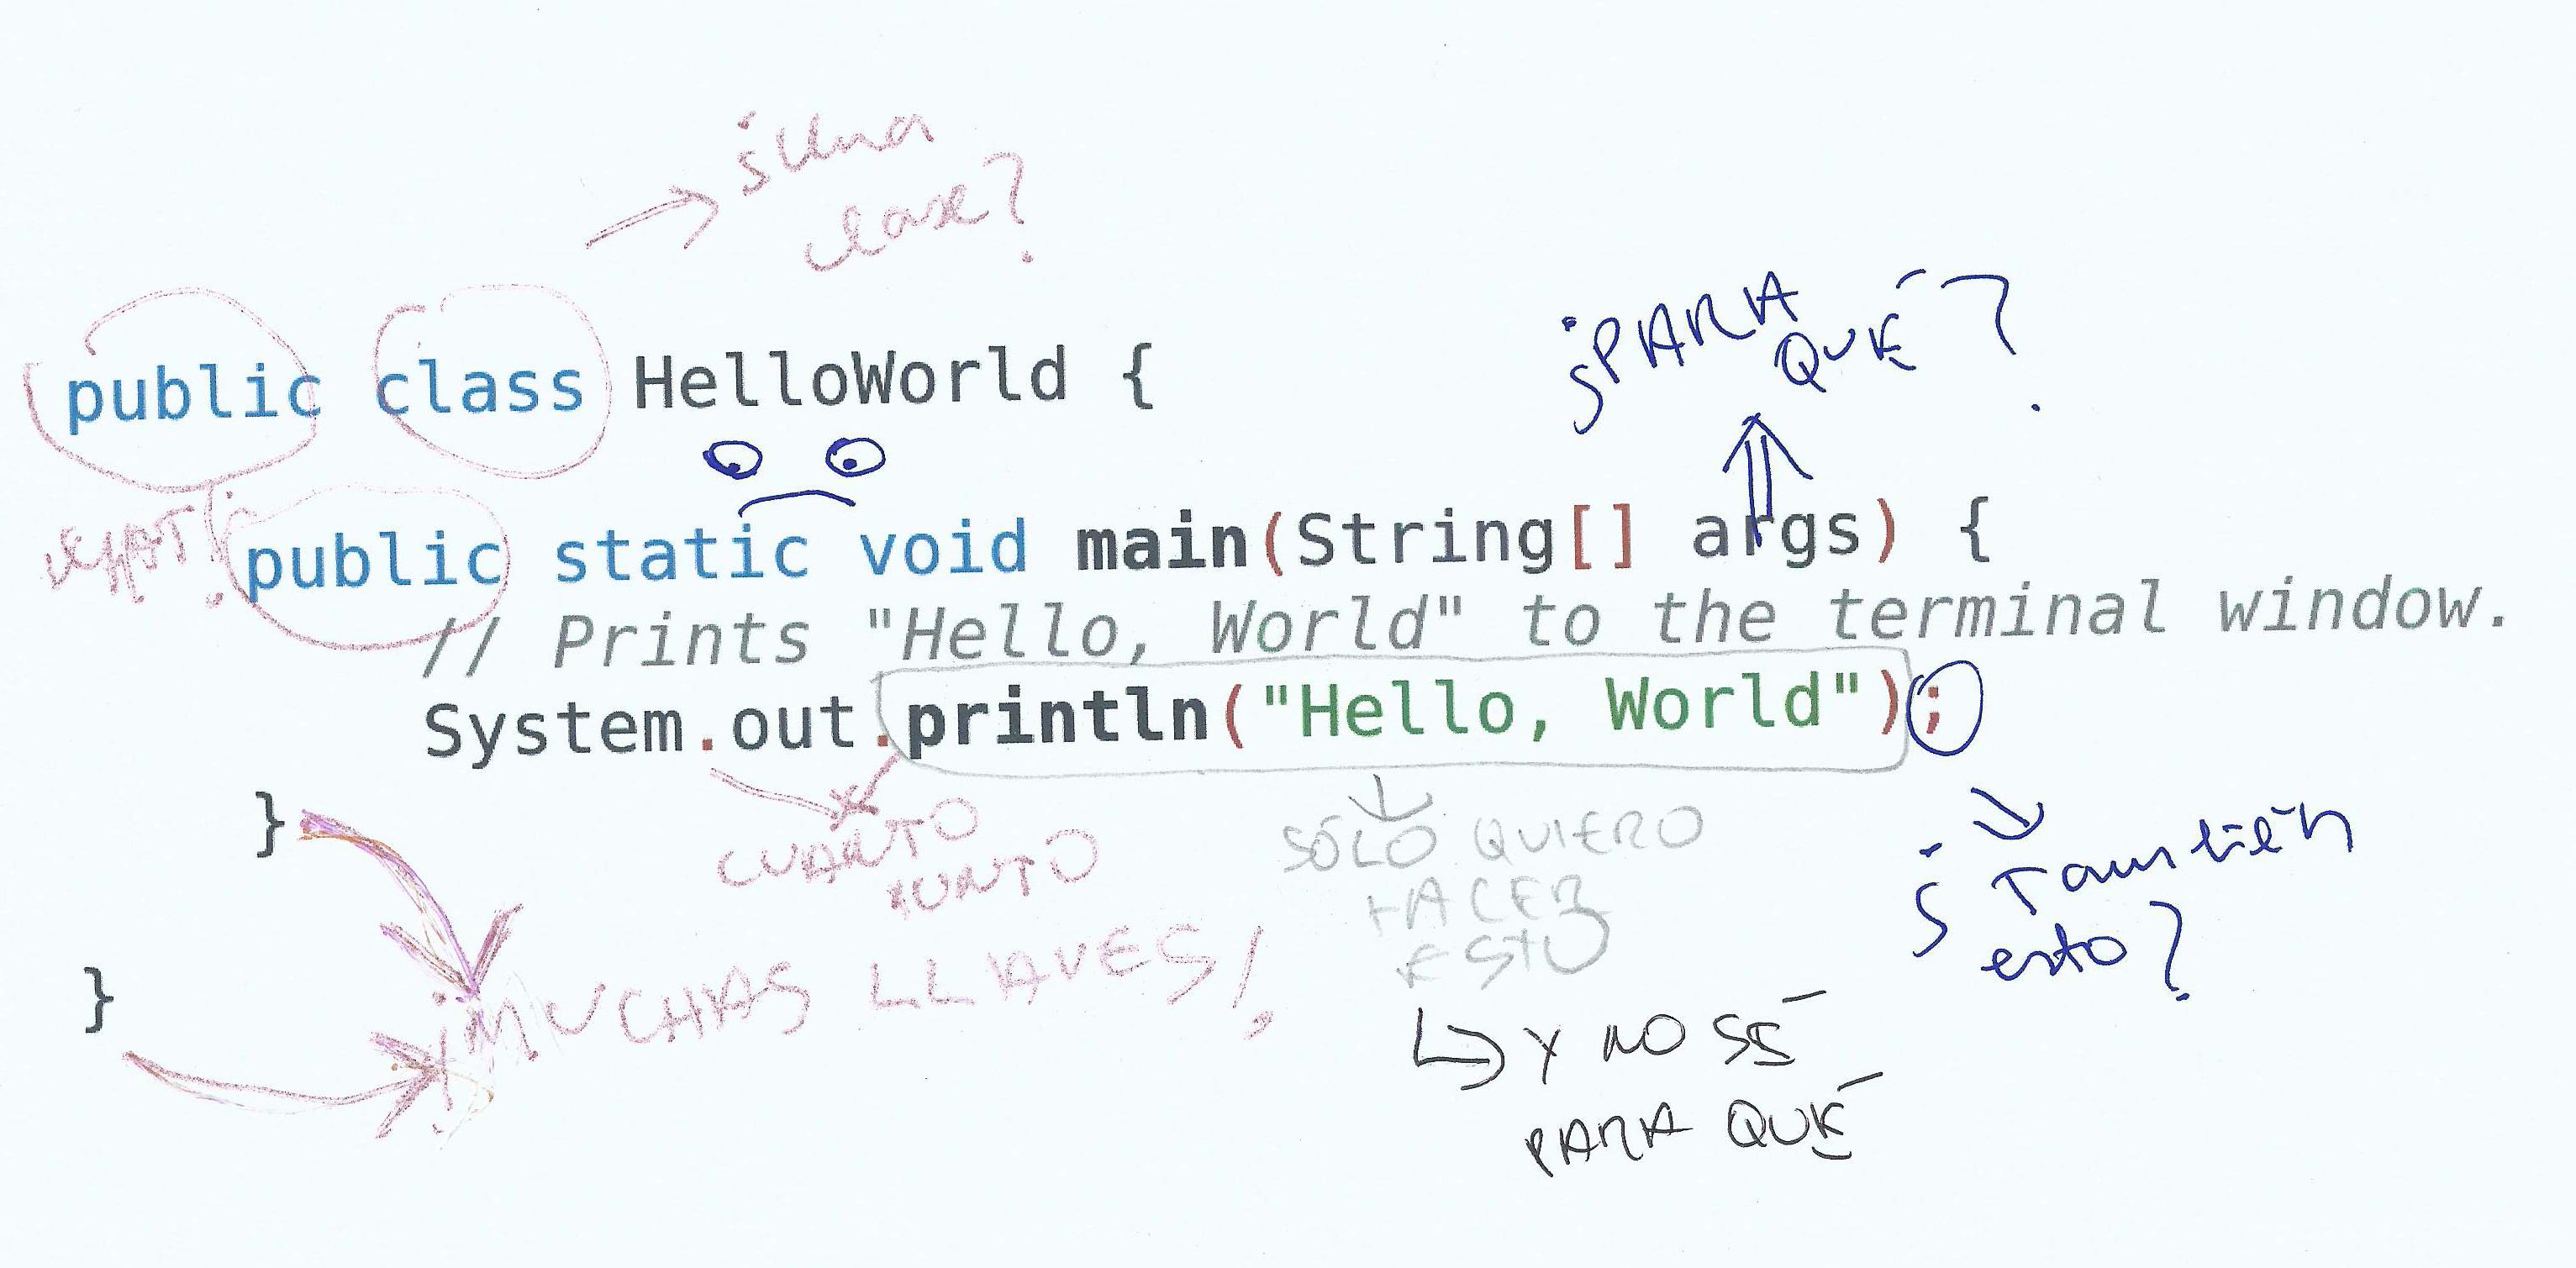 ¿Una
clase?
¿PARA
QUÉ?
public class HelloWorld {
WHAT!
public static void main(String[] args) {
// Prints "Hello, World" to the terminal window.
System.out.println("Hello, World");
}
CUANTO
PUNTO
SÓLO QUIERO
HACER
ESTO
¿También
esto?
}
¡MUCHAS LLAVES!
Y NO SÉ
PARA QUÉ